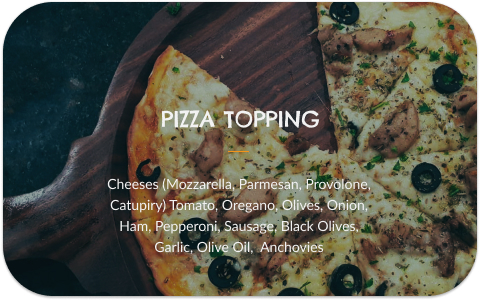 PIZZA TOPPING
Cheeses (Mozzarella, Parmesan, Provolone,
Catupiry) Tomato, Oregano, Olives, Onion,
Ham, Pepperoni, Sausage, Black Olives,
Garlic, Olive Oil, Anchovies